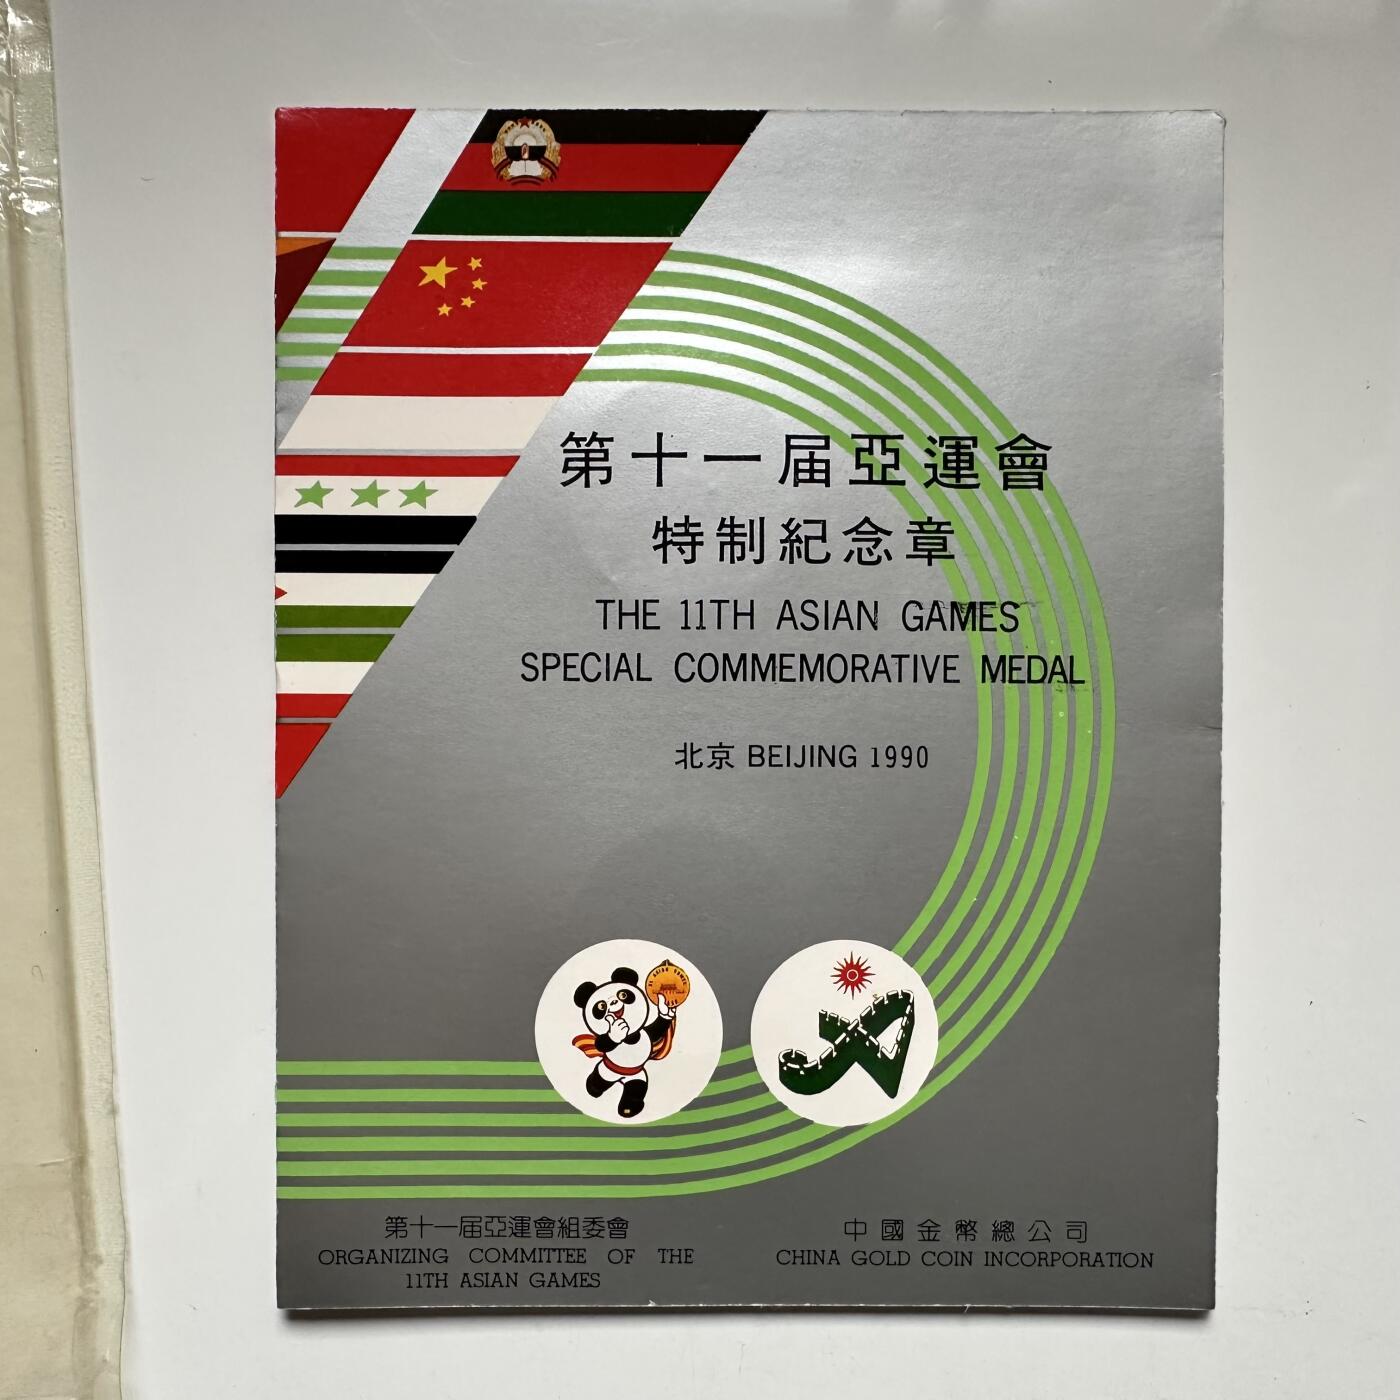 第十一届亞運會
特制紀念章
THE 11TH ASIAN GAMES
SPECIAL COMMEMORATIVE MEDAL
北京 BEIJING 1990
第十一届亞運會組委會
ORGANIZING COMMITTEE OF THE
11TH ASIAN GAMES
中國金幣總公司
CHINA GOLD COIN INCORPORATION